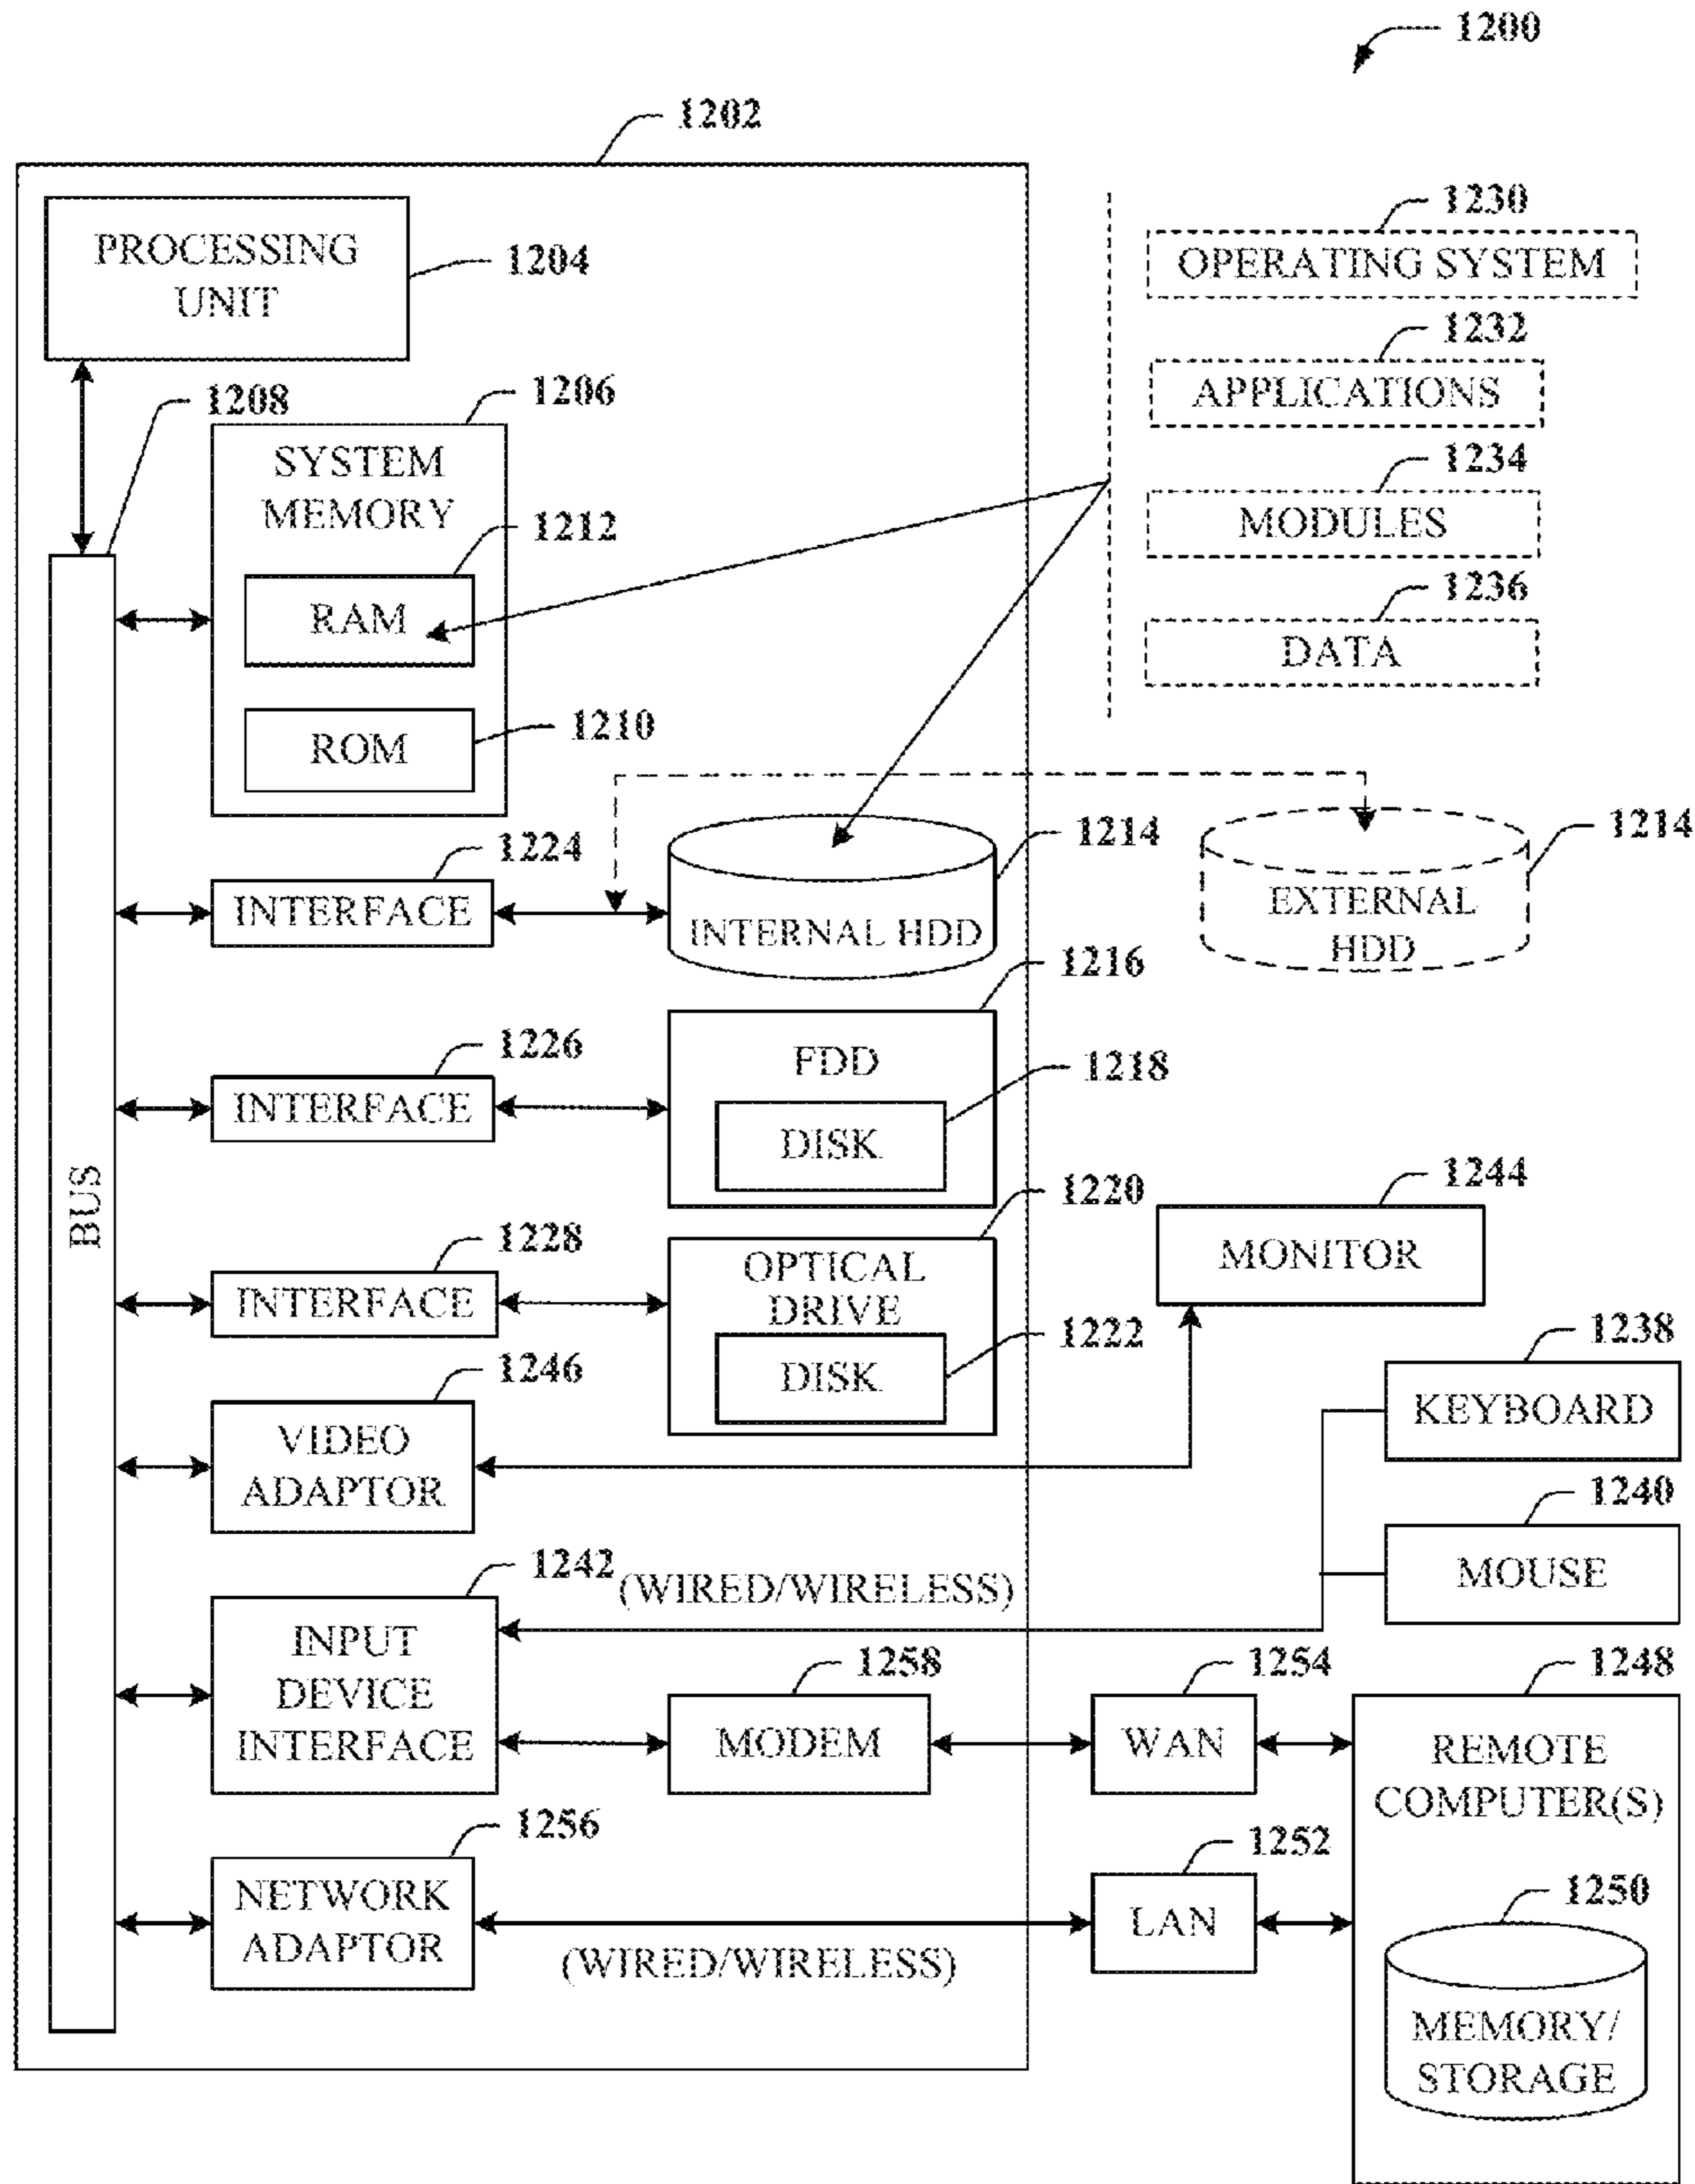 1200
1202
PROCESSING
UNIT
1204
1230
OPERATING SYSTEM
1232
APPLICATIONS
1234
MODULES
1236
DATA
1208
1206
SYSTEM
MEMORY
1212
RAM
1210
ROM
BUS
1224
INTERFACE
1214
INTERNAL HDD
1214
EXTERNAL
HDD
1226
INTERFACE
1216
FDD
1218
DISK
1228
INTERFACE
1220
OPTICAL
DRIVE
1222
DISK
1244
MONITOR
1246
VIDEO
ADAPTOR
1238
KEYBOARD
1240
MOUSE
1242
(WIRED/WIRELESS)
INPUT
DEVICE
INTERFACE
1258
MODEM
1254
WAN
1248
REMOTE
COMPUTER(S)
1256
NETWORK
ADAPTOR
(WIRED/WIRELESS)
1252
LAN
1250
MEMORY/
STORAGE